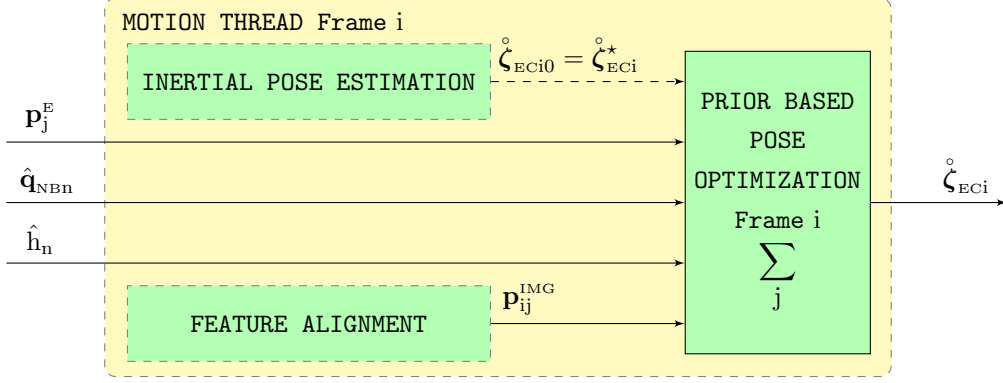 MOTION THREAD Frame i
INERTIAL POSE ESTIMATION
ζ̊_ECi0 = ζ̊*_ECi
p_j^E
q̂_NBn
ĥ_n
FEATURE ALIGNMENT
p_ij^IMG
PRIOR BASED
POSE
OPTIMIZATION
Frame i
∑
j
ζ̊_ECi